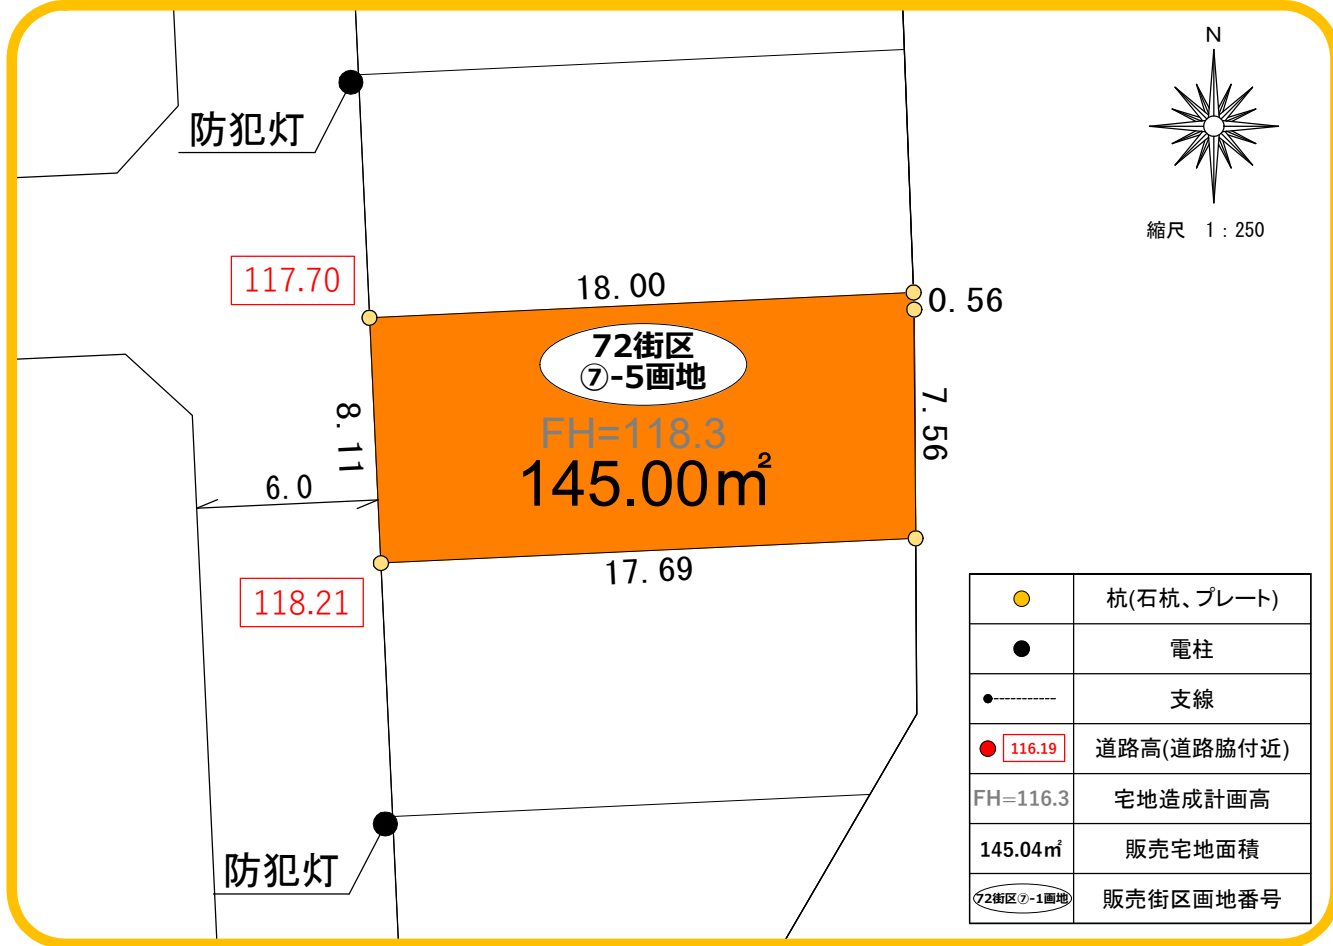 N
縮尺 1:250
防犯灯
117.70
18.00
0.56
72街区
⑦-5画地
8.11
FH=118.3
7.56
145.00㎡
6.0
17.69
118.21
防犯灯
杭(石杭、プレート)
電柱
支線
116.19 道路高(道路脇付近)
FH=116.3 宅地造成計画高
145.04㎡ 販売宅地面積
72街区⑦-1画地 販売街区画地番号